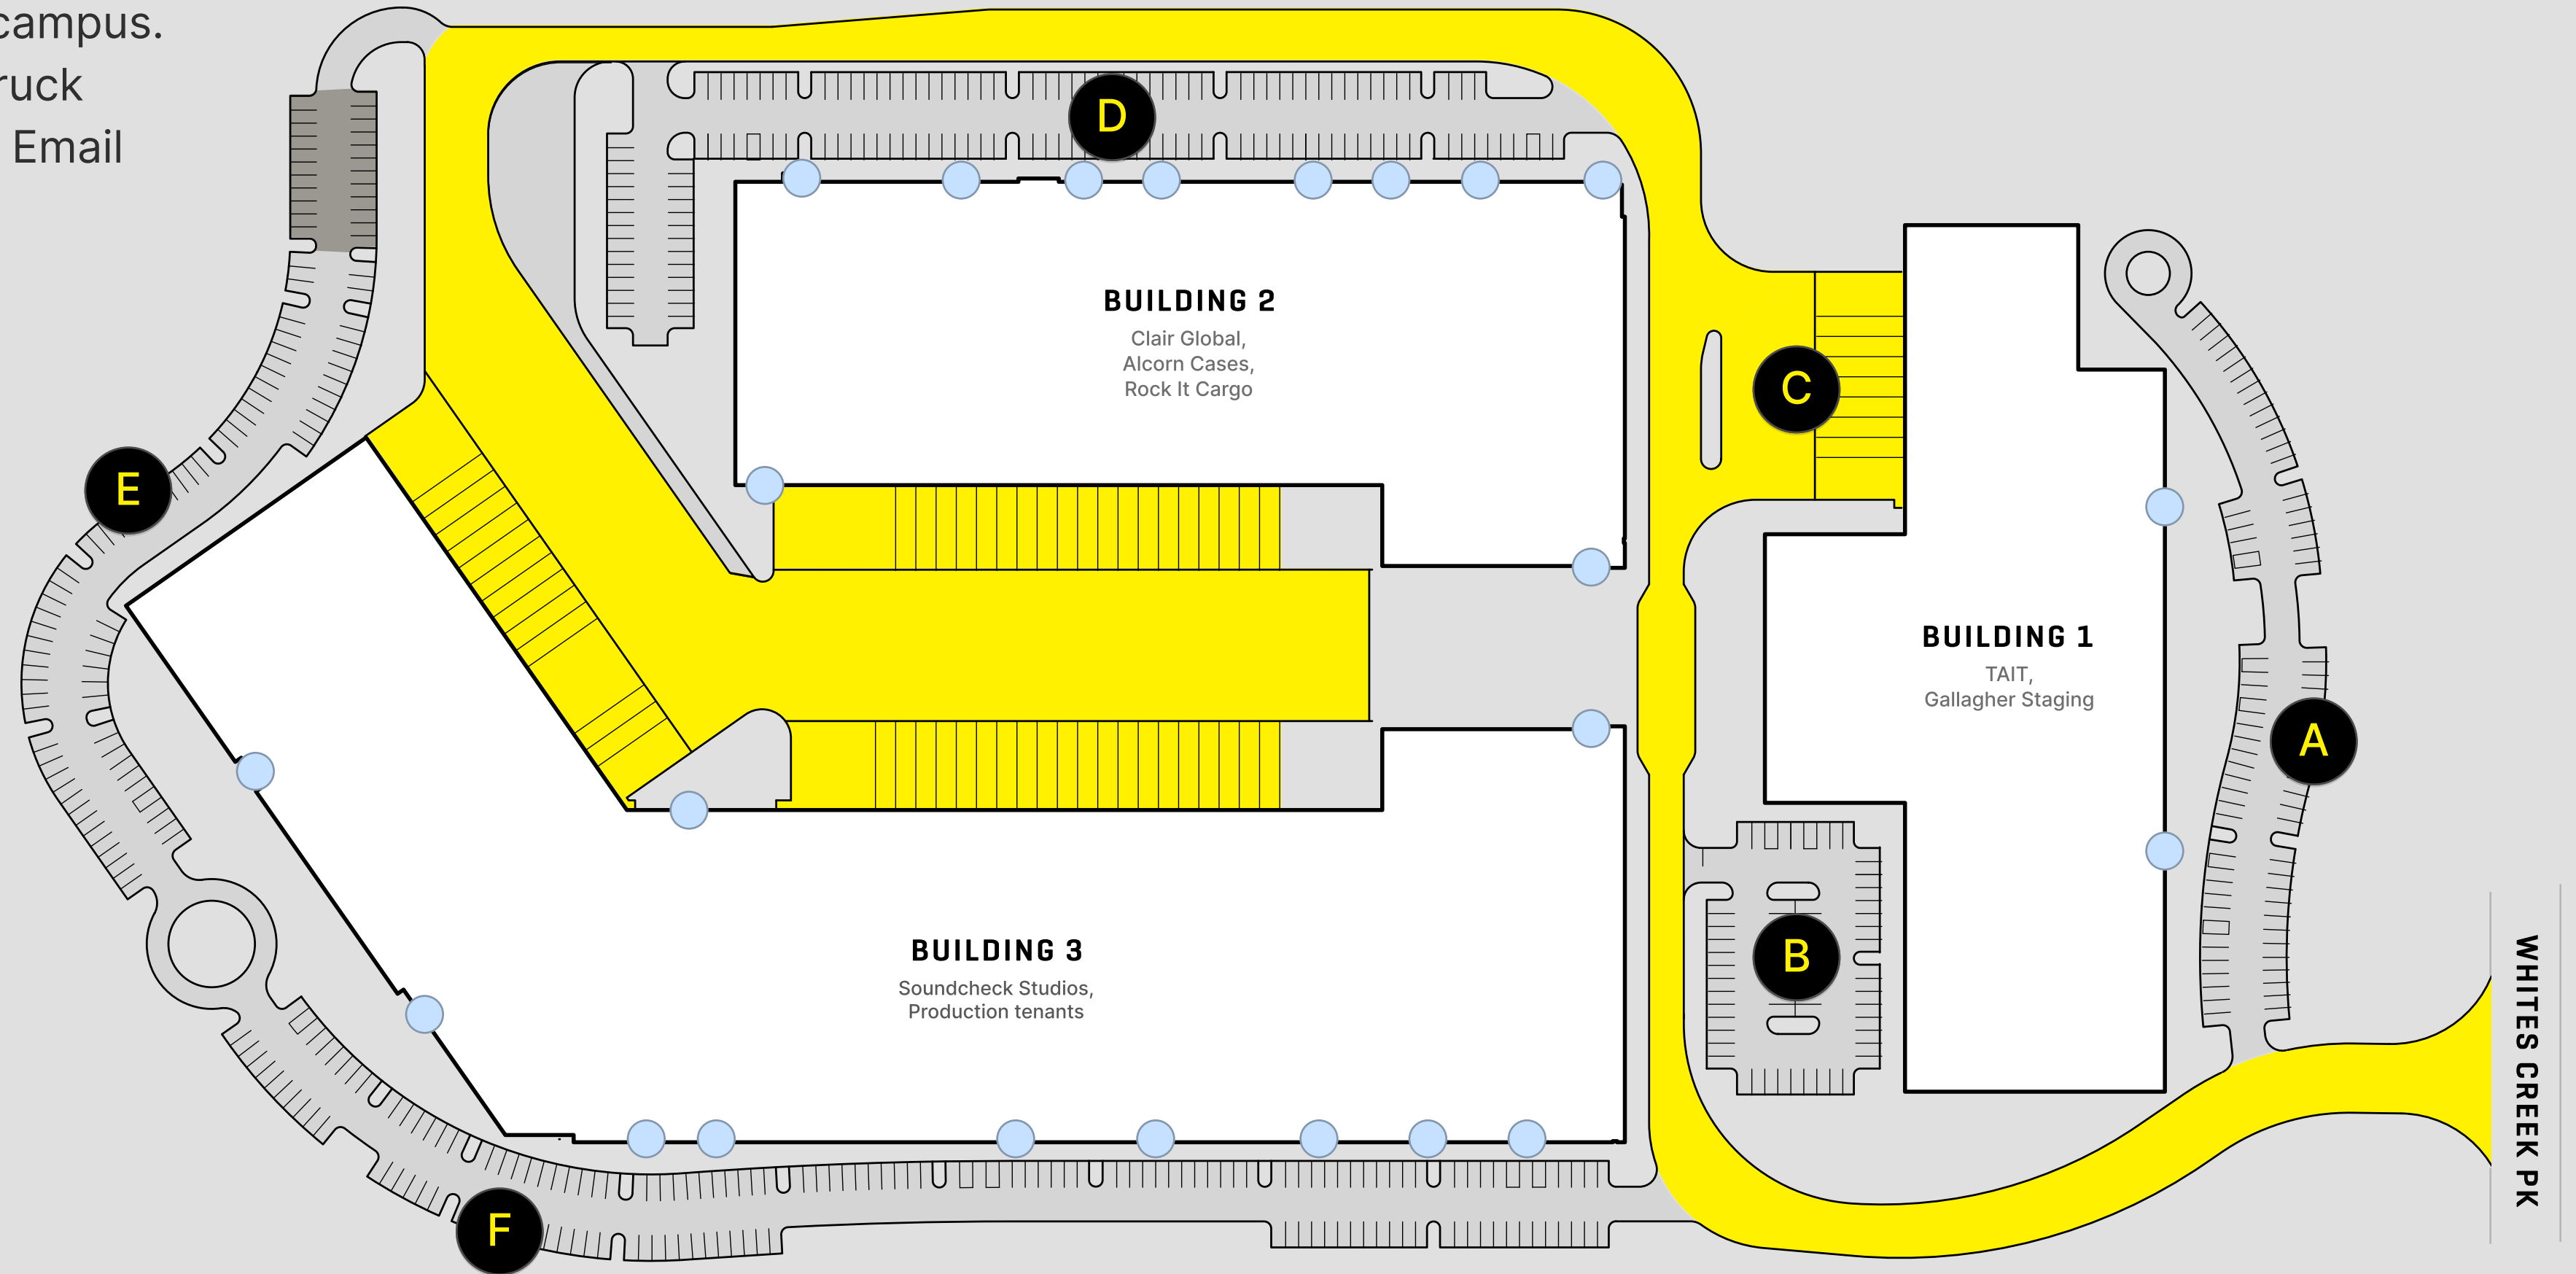 campus.
ruck
Email
D
BUILDING 2
Clair Global,
Alcorn Cases,
Rock It Cargo
C
E
BUILDING 1
TAIT,
Gallagher Staging
A
BUILDING 3
Soundcheck Studios,
Production tenants
B
WHITES CREEK PK
F